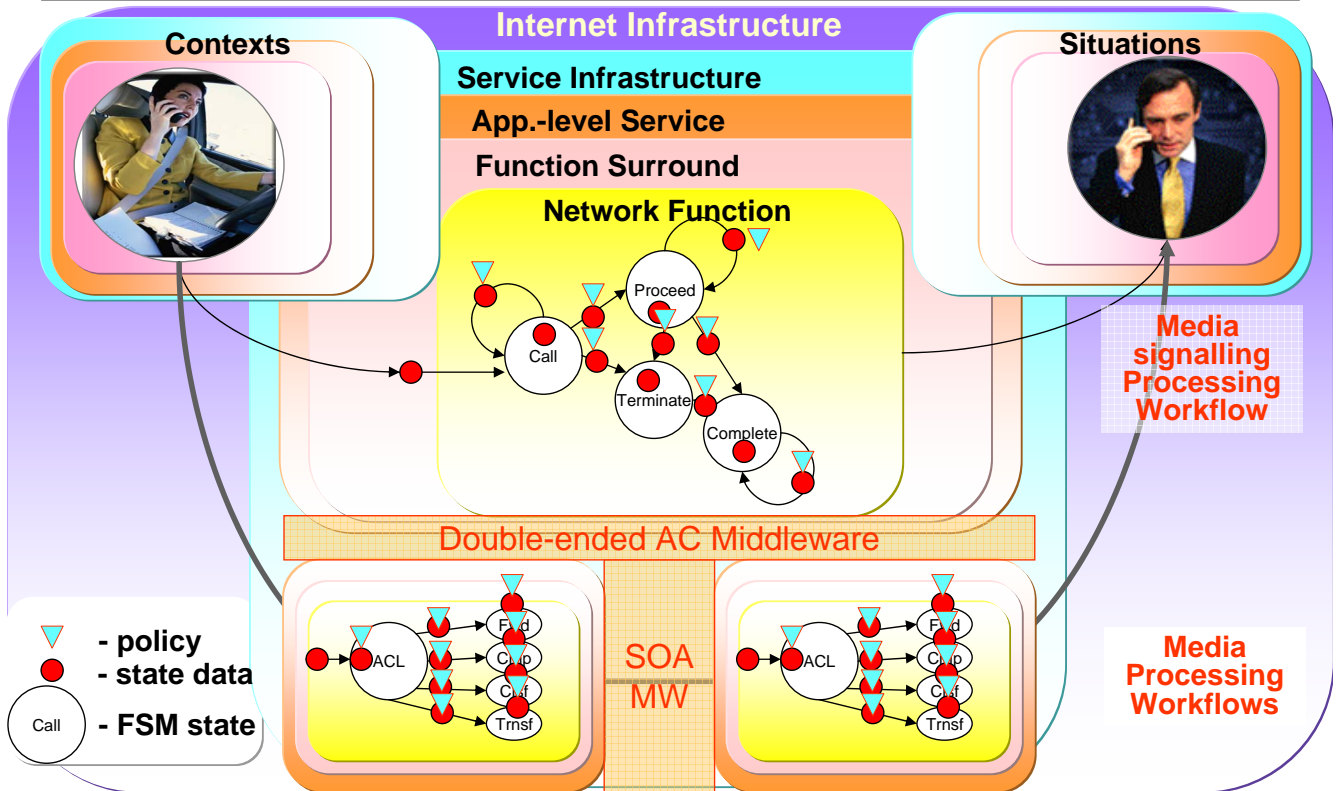 Internet Infrastructure
Contexts
Situations
Service Infrastructure
App.-level Service
Function Surround
Network Function
Proceed
Call
Terminate
Complete
Media
signalling
Processing
Workflow
Double-ended AC Middleware
- policy
- state data
Call
- FSM state
ACL
Trnsf
SOA
MW
ACL
Trnsf
Media
Processing
Workflows